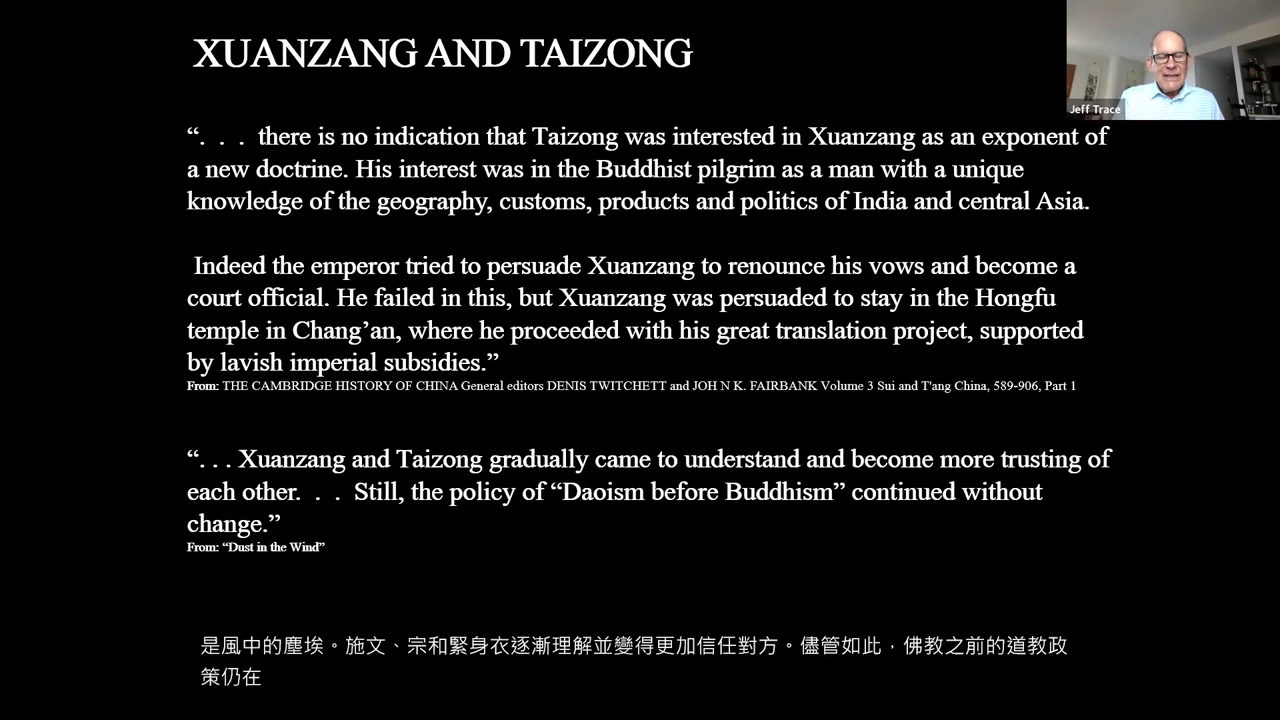 XUANZANG AND TAIZONG
Jeff Trace
“. . . there is no indication that Taizong was interested in Xuanzang as an exponent of
a new doctrine. His interest was in the Buddhist pilgrim as a man with a unique
knowledge of the geography, customs, products and politics of India and central Asia.
Indeed the emperor tried to persuade Xuanzang to renounce his vows and become a
court official. He failed in this, but Xuanzang was persuaded to stay in the Hongfu
temple in Chang’an, where he proceeded with his great translation project, supported
by lavish imperial subsidies.”
From: THE CAMBRIDGE HISTORY OF CHINA General editors DENIS TWITCHETT and JOH N K. FAIRBANK Volume 3 Sui and T'ang China, 589-906, Part 1
“. . . Xuanzang and Taizong gradually came to understand and become more trusting of
each other. . . Still, the policy of “Daoism before Buddhism” continued without
change.”
From: “Dust in the Wind”
是風中的塵埃。施文、宗和緊身衣逐漸理解並變得更加信任對方。儘管如此，佛教之前的道教政
策仍在